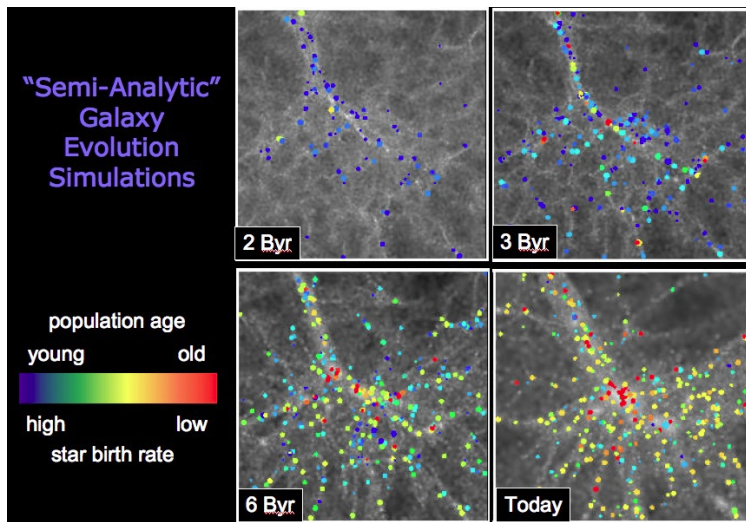 “Semi-Analytic”
Galaxy
Evolution
Simulations
2 Byr
3 Byr
population age
young old
high low
star birth rate
6 Byr
Today